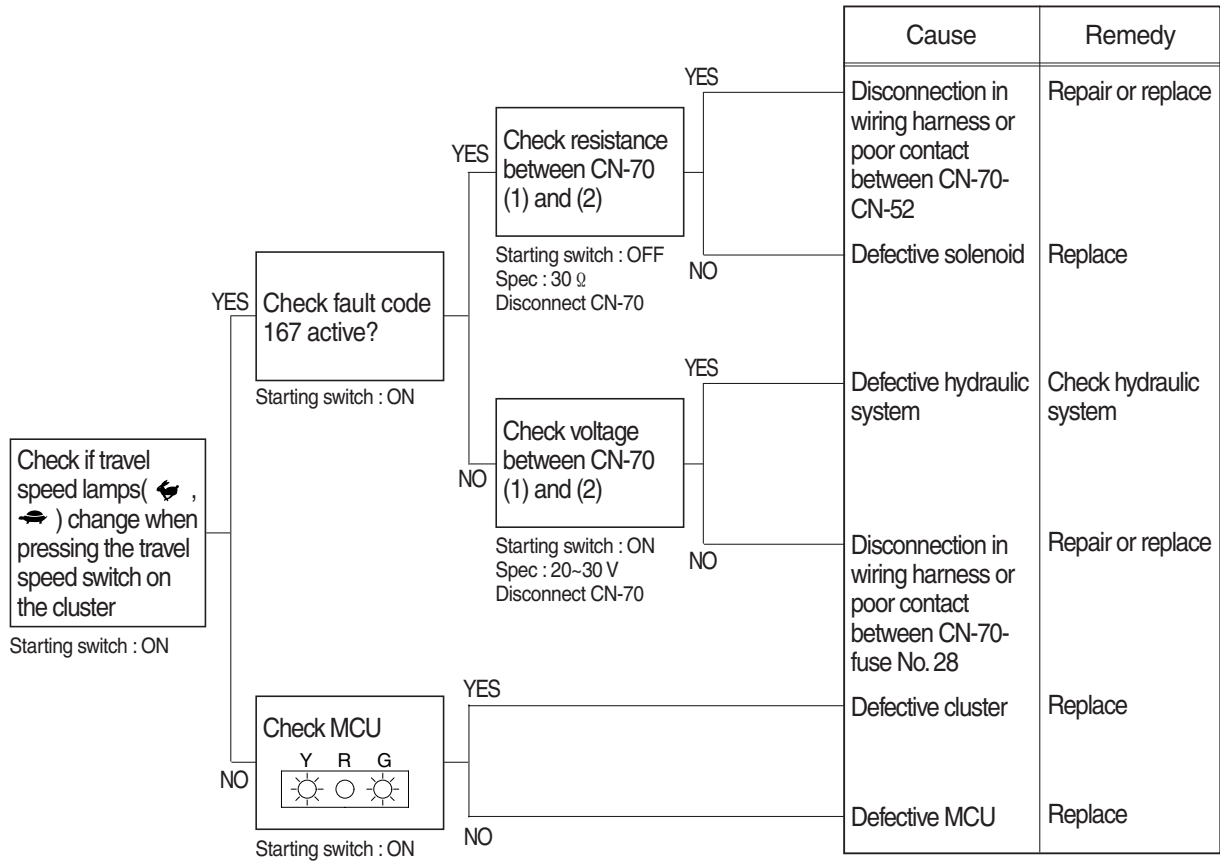 Cause
Remedy
YES
Disconnection in
wiring harness or
poor contact
between CN-70-
CN-52
Repair or replace
YES
Check resistance
between CN-70
(1) and (2)
Starting switch : OFF
Spec : 30 Ω
Disconnect CN-70
NO
Defective solenoid
Replace
YES
Check fault code
167 active?
Starting switch : ON
YES
Defective hydraulic
system
Check hydraulic
system
NO
Check voltage
between CN-70
(1) and (2)
Starting switch : ON
Spec : 20~30 V
Disconnect CN-70
NO
Disconnection in
wiring harness or
poor contact
between CN-70-
fuse No. 28
Repair or replace
Check if travel
speed lamps( ,
) change when
pressing the travel
speed switch on
the cluster
Starting switch : ON
NO
Check MCU
Y R G
Starting switch : ON
YES
Defective cluster
Replace
NO
Defective MCU
Replace